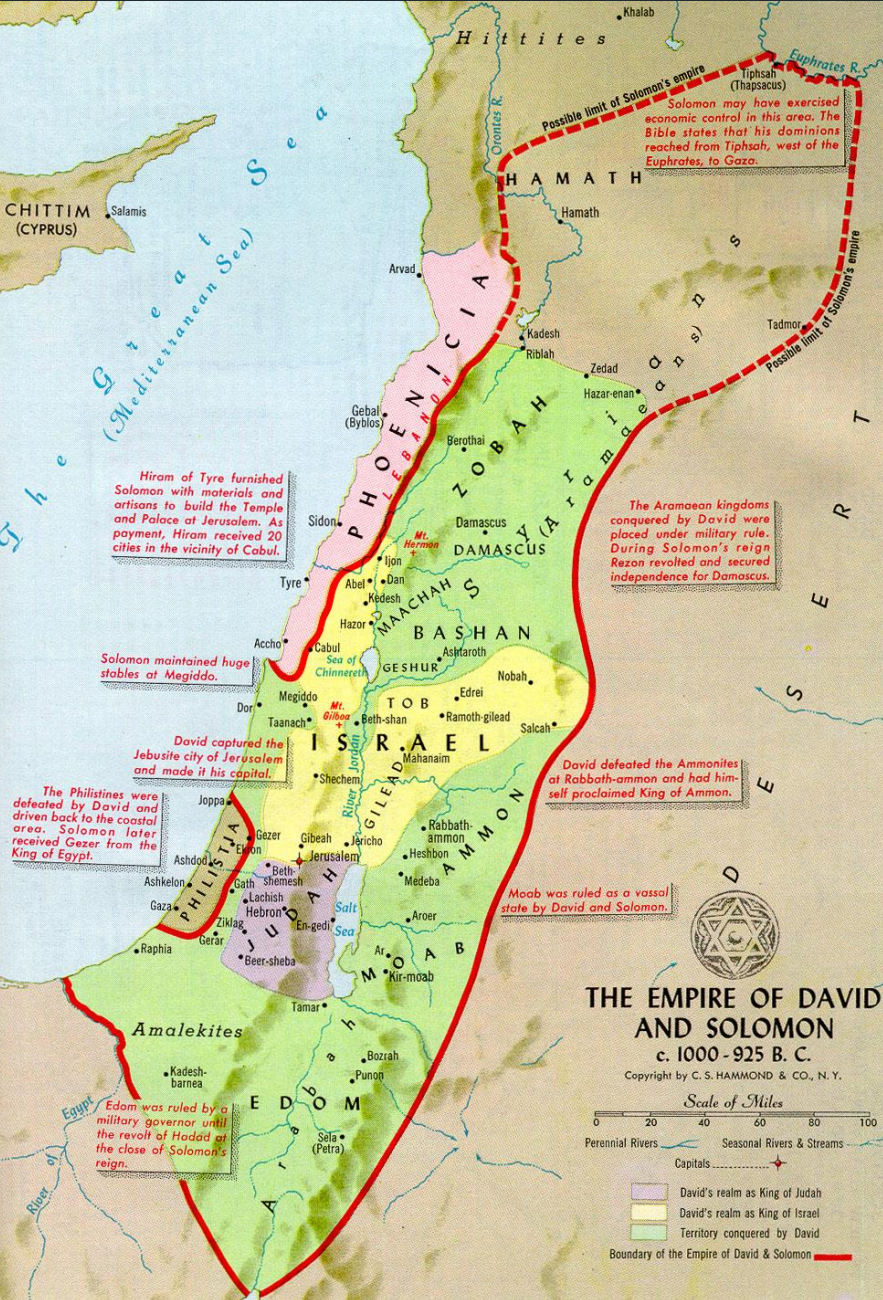 Khalab
Hittites
Euphrates R.
Tiphsah
(Thapsacus)
Possible limit of Solomon's empire
Solomon may have exercised
economic control in this area. The
Bible states that his dominions
reached from Tiphsah, west of the
Euphrates, to Gaza.
Orontes R.
HAMATH
Hamath
CHITTIM
(CYPRUS)
Salamis
The Great Sea
(Mediterranean Sea)
Arvad
Possible limit of Solomon's empire
Tadmor
Kadesh
Riblah
Zedad
Hazar-enan
Syrians
(Aramaeans)
PHOENICIA
LEBANON
Gebal
(Byblos)
Berothai
ZOBAH
Hiram of Tyre furnished
Solomon with materials and
artisans to build the Temple
and Palace at Jerusalem. As
payment, Hiram received 20
cities in the vicinity of Cabul.
Sidon
Damascus
DAMASCUS
Mt.
Hermon
The Aramaean kingdoms
conquered by David were
placed under military rule.
During Solomon's reign
Rezon revolted and secured
independence for Damascus.
DESERT
Ijon
Tyre
Abel
Dan
Kedesh
MAACHAH
Hazor
BASHAN
Accho
Cabul
Sea of
Chinnereth
GESHUR
Ashtaroth
Solomon maintained huge
stables at Megiddo.
Nobah
Edrei
TOB
Dor
Megiddo
Taanach
Mt.
Gilboa
Beth-shan
Ramoth-gilead
Salcah
ISRAEL
David captured the
Jebusite city of Jerusalem
and made it his capital.
Mahanaim
Shechem
River Jordan
GILEAD
David defeated the Ammonites
at Rabbath-ammon and had him-
self proclaimed King of Ammon.
The Philistines were
defeated by David and
driven back to the coastal
area. Solomon later
received Gezer from the
King of Egypt.
Joppa
PHILISTIA
Gezer
Ekron
Gibeah
Jericho
Jerusalem
Rabbath-
ammon
AMMON
Heshbon
Medeba
Ashdod
Ashkelon
Gaza
Beth-
shemesh
Gath
Lachish
Hebron
JUDAH
Ziklag
Gerar
En-gedi
Salt
Sea
Beer-sheba
Aroer
Moab was ruled as a vassal
state by David and Solomon.
Raphia
Ar
MOAB
Kir-moab
Tamar
Amalekites
Kadesh-
barnea
Bozrah
Punon
EDOM
Arabah
Sela
(Petra)
River of Egypt
Edom was ruled by a
military governor until
the revolt of Hadad at
the close of Solomon's
reign.
THE EMPIRE OF DAVID
AND SOLOMON
c. 1000-925 B. C.
Copyright by C. S. HAMMOND & CO., N. Y.
Scale of Miles
0 20 40 60 80 100
Perennial Rivers
Seasonal Rivers & Streams
Capitals
David's realm as King of Judah
David's realm as King of Israel
Territory conquered by David
Boundary of the Empire of David & Solomon